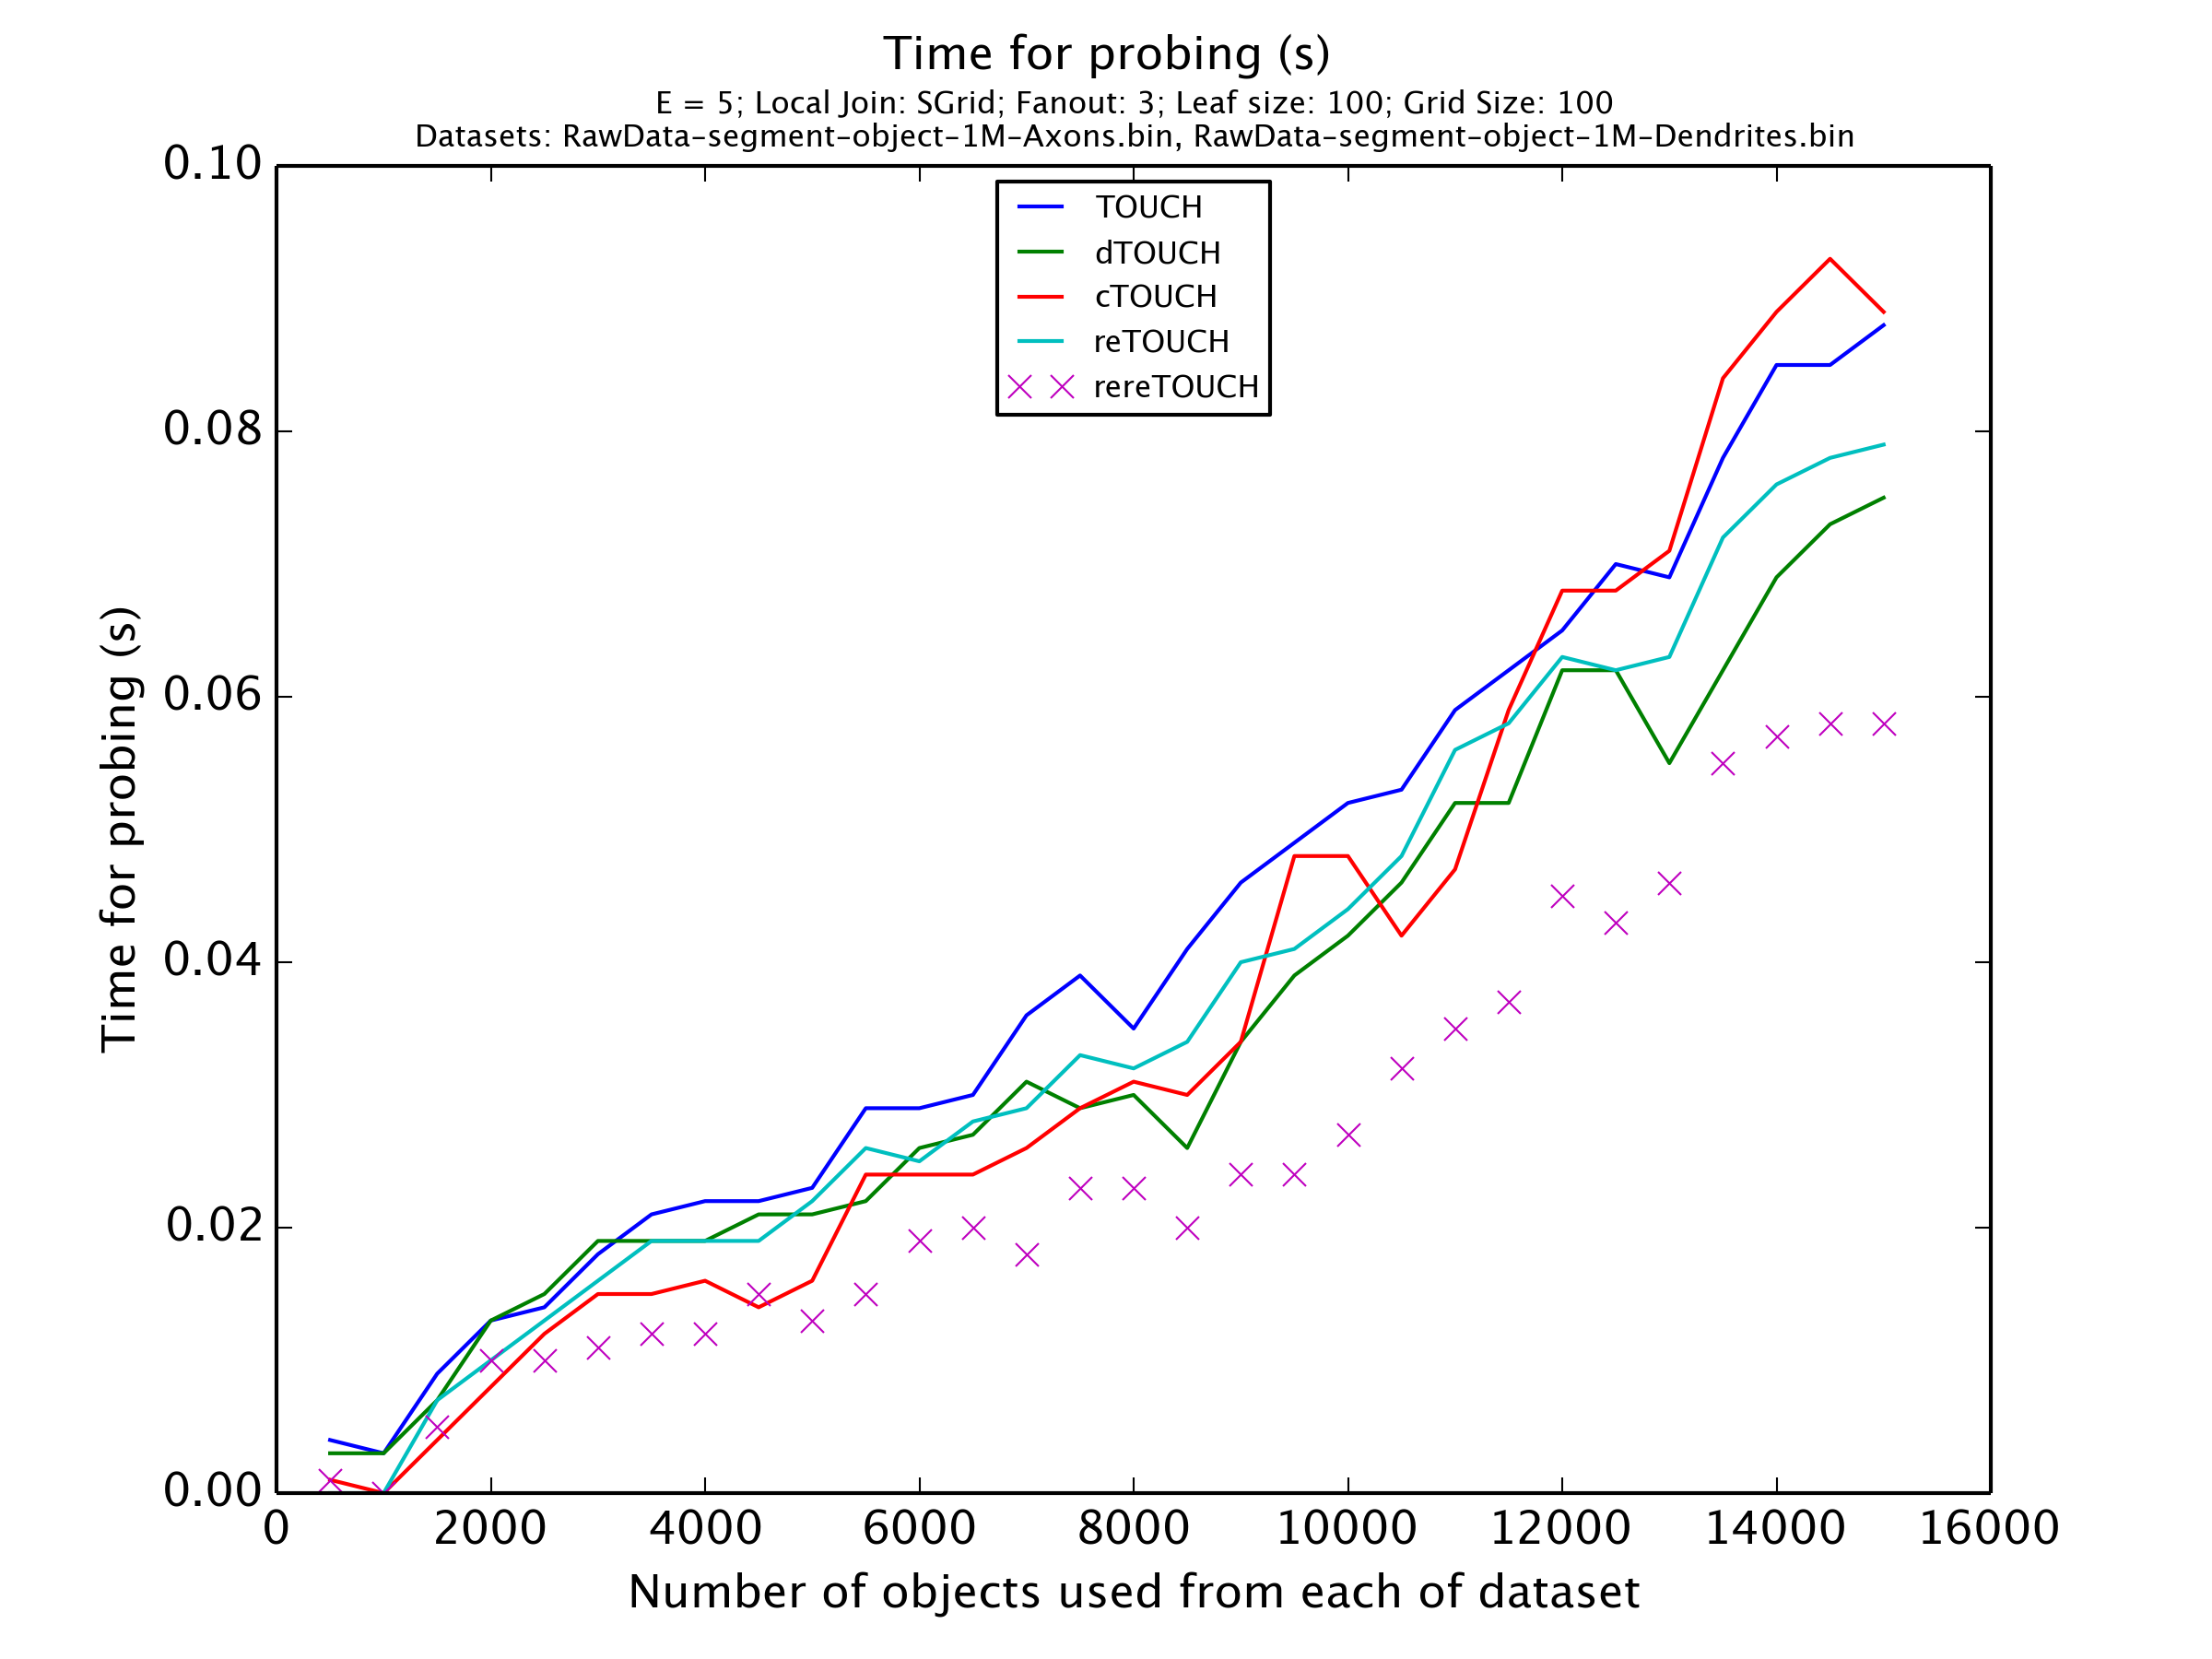 Time for probing (s)
E = 5; Local Join: SGrid; Fanout: 3; Leaf size: 100; Grid Size: 100
Datasets: RawData-segment-object-1M-Axons.bin, RawData-segment-object-1M-Dendrites.bin
0.10
0.08
0.06
0.04
0.02
0.00
Time for probing (s)
TOUCH
dTOUCH
cTOUCH
reTOUCH
rereTOUCH
0 2000 4000 6000 8000 10000 12000 14000 16000
Number of objects used from each of dataset